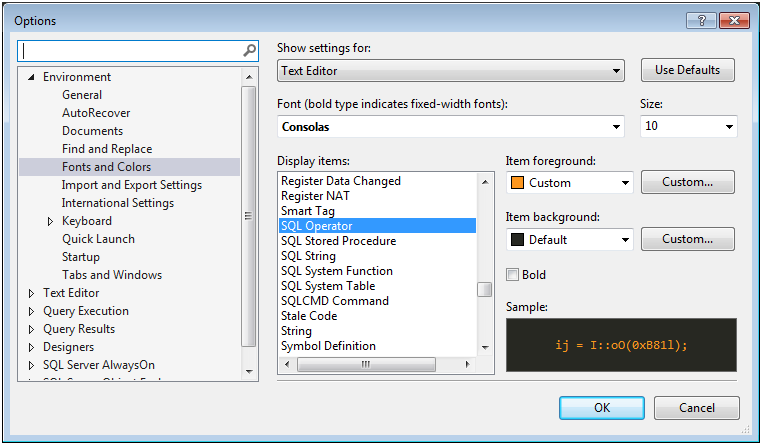 Options
Show settings for:
Text Editor
Use Defaults
Environment
General
AutoRecover
Documents
Find and Replace
Fonts and Colors
Import and Export Settings
International Settings
Keyboard
Quick Launch
Startup
Tabs and Windows
Text Editor
Query Execution
Query Results
Designers
SQL Server AlwaysOn
Font (bold type indicates fixed-width fonts):
Size:
Consolas
10
Display items:
Register Data Changed
Register NAT
Smart Tag
SQL Operator
SQL Stored Procedure
SQL String
SQL System Function
SQL System Table
SQLCMD Command
Stale Code
String
Symbol Definition
Item foreground:
Custom
Custom...
Item background:
Default
Custom...
Bold
Sample:
ij = I::oO(0xB81l);
OK
Cancel